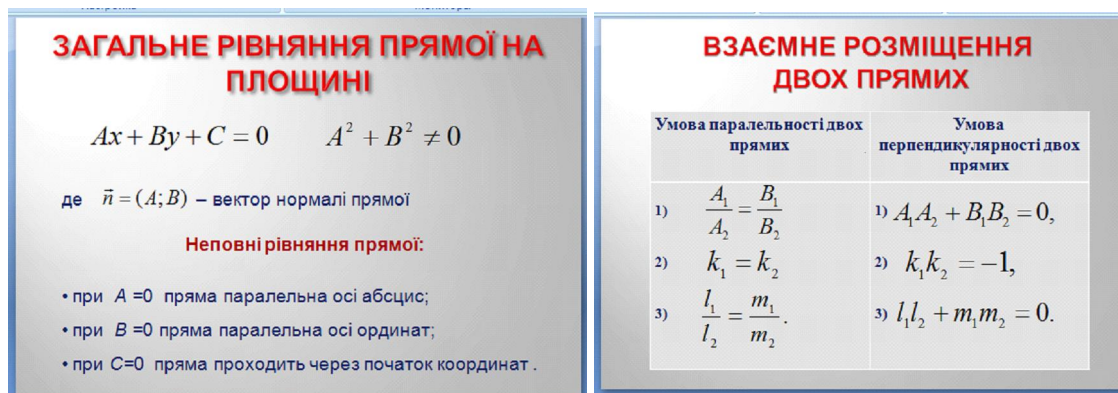 ЗАГАЛЬНЕ РІВНЯННЯ ПРЯМОЇ НА
ПЛОЩИНІ
Ax + By + C = 0    A² + B² ≠ 0
де n⃗ = (A; B) – вектор нормалі прямої
Неповні рівняння прямої:
• при A =0 пряма паралельна осі абсцис;
• при B =0 пряма паралельна осі ординат;
• при C=0 пряма проходить через початок координат .
ВЗАЄМНЕ РОЗМІЩЕННЯ
ДВОХ ПРЯМИХ
Умова паралельності двох
прямих
Умова
перпендикулярності двох
прямих
1) A₁/A₂ = B₁/B₂
1) A₁A₂ + B₁B₂ = 0,
2) k₁ = k₂
2) k₁k₂ = −1,
3) l₁/l₂ = m₁/m₂.
3) l₁l₂ + m₁m₂ = 0.